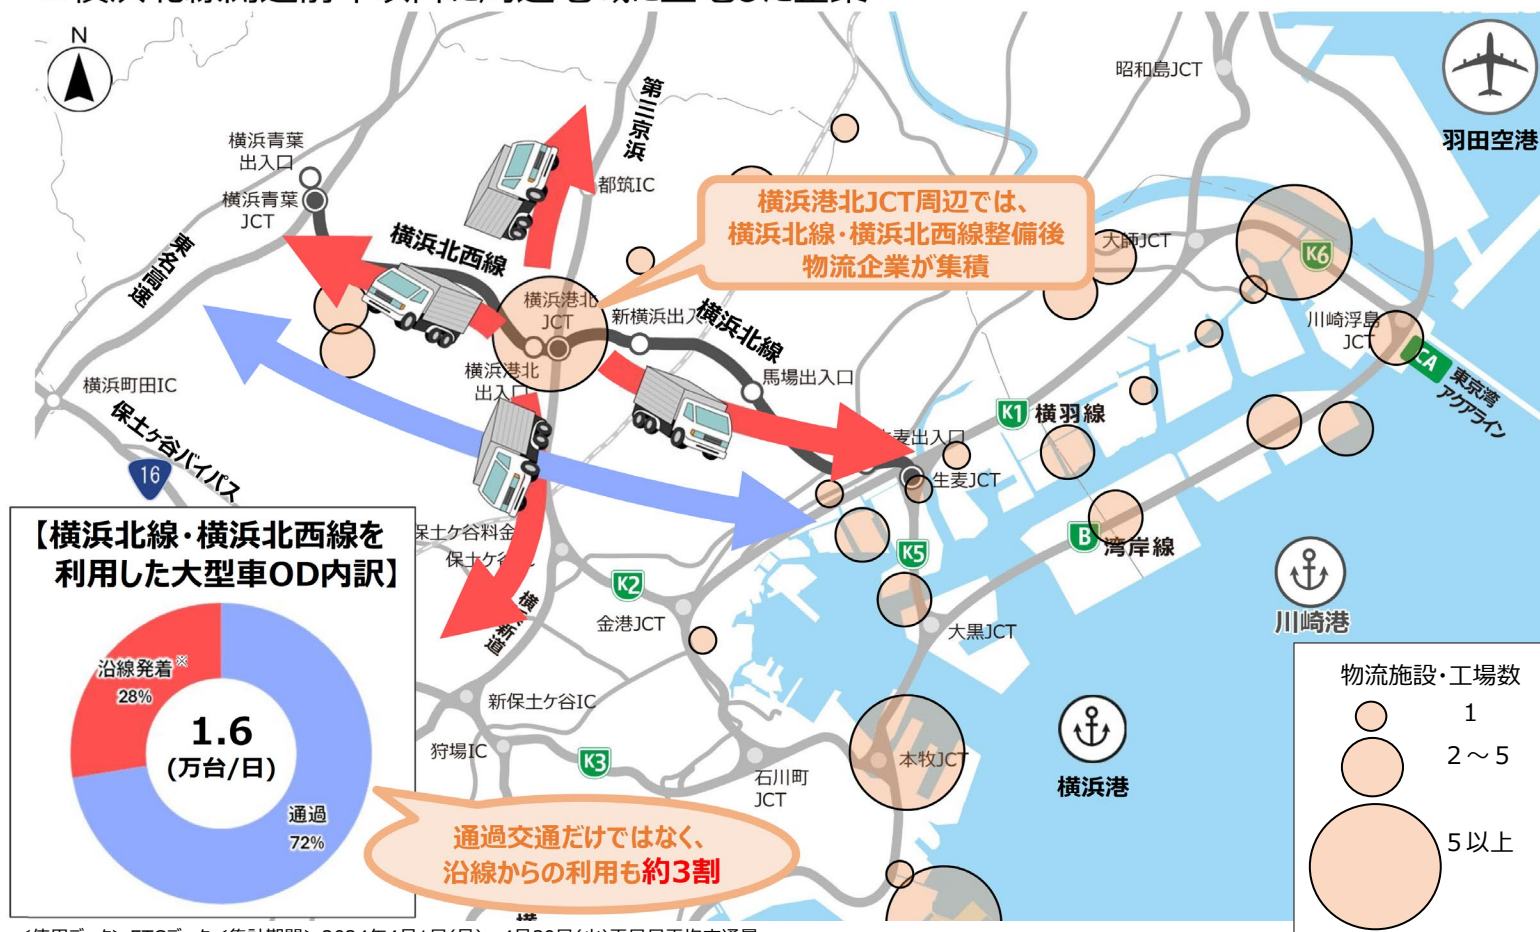 N
第三京浜
昭和島JCT
羽田空港
横浜青葉
出入口
横浜青葉
JCT
都筑IC
東名高速
横浜北西線
横浜港北JCT周辺では、
横浜北線・横浜北西線整備後
物流企業が集積
大師JCT
K6
横浜港北
JCT
新横浜出入
横浜北線
川崎浮島
JCT
CA
東京湾
アクアライン
横浜港北
出入口
馬場出入口
横浜町田IC
保土ヶ谷バイパス
16
K1
横羽線
生麦出入口
生麦JCT
【横浜北線・横浜北西線を
利用した大型車OD内訳】
保土ケ谷料金
K5
B
湾岸線
K2
金港JCT
大黒JCT
川崎港
沿線発着※
28%
1.6
(万台/日)
通過
72%
新保土ケ谷IC
狩場IC
K3
石川町
JCT
本牧JCT
横浜港
通過交通だけではなく、
沿線からの利用も約3割
物流施設・工場数
1
2～5
5以上